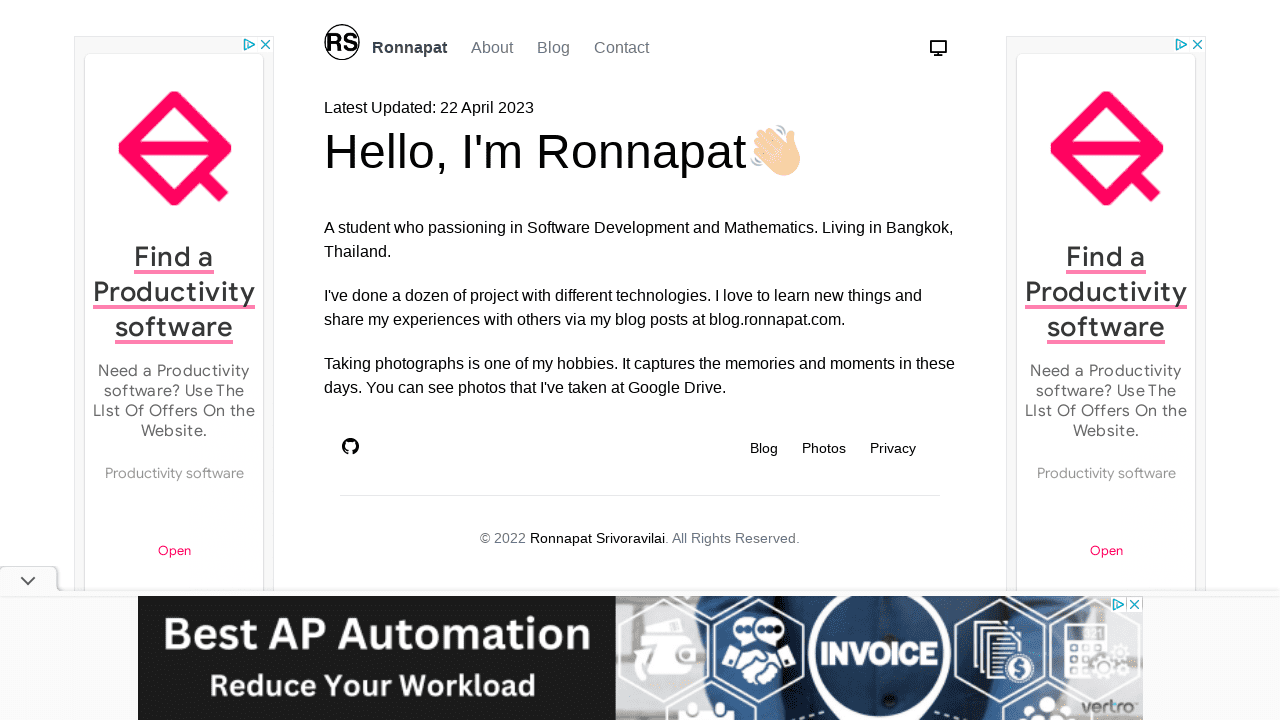 RS
Ronnapat
About
Blog
Contact
Latest Updated: 22 April 2023
Hello, I'm Ronnapat
A student who passioning in Software Development and Mathematics. Living in Bangkok,
Thailand.
I've done a dozen of project with different technologies. I love to learn new things and
share my experiences with others via my blog posts at blog.ronnapat.com.
Taking photographs is one of my hobbies. It captures the memories and moments in these
days. You can see photos that I've taken at Google Drive.
Blog
Photos
Privacy
© 2022 Ronnapat Srivoravilai. All Rights Reserved.
Find a
Productivity
software
Need a Productivity
software? Use The
LIst Of Offers On the
Website.
Productivity software
Open
Find a
Productivity
software
Need a Productivity
software? Use The
LIst Of Offers On the
Website.
Productivity software
Open
Best AP Automation
Reduce Your Workload
INVOICE
vertro